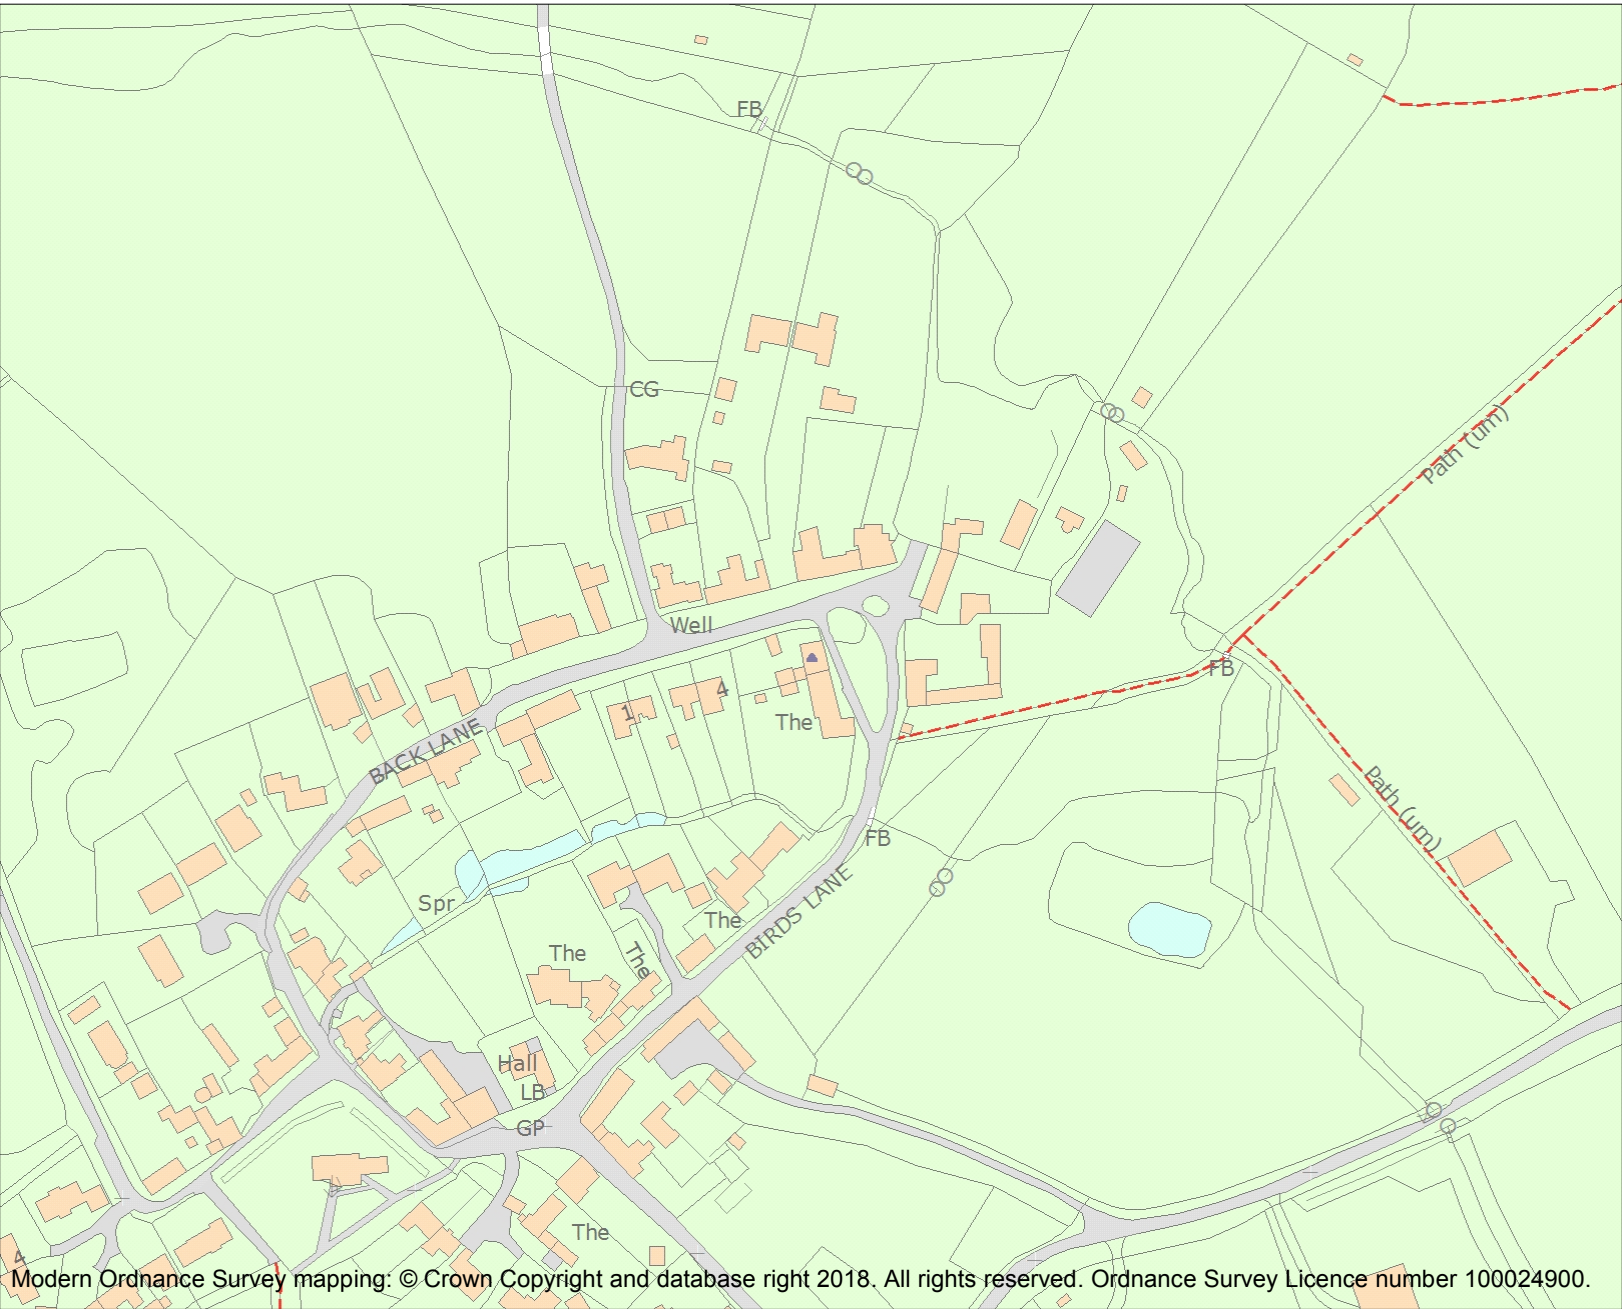 FB
CG
Path (um)
Well
FB
4
1
The
BACK LANE
Path (um)
FB
BIRDS LANE
Spr
The
The
The
Hall
LB
GP
The
4
Modern Ordnance Survey mapping: © Crown Copyright and database right 2018. All rights reserved. Ordnance Survey Licence number 100024900.